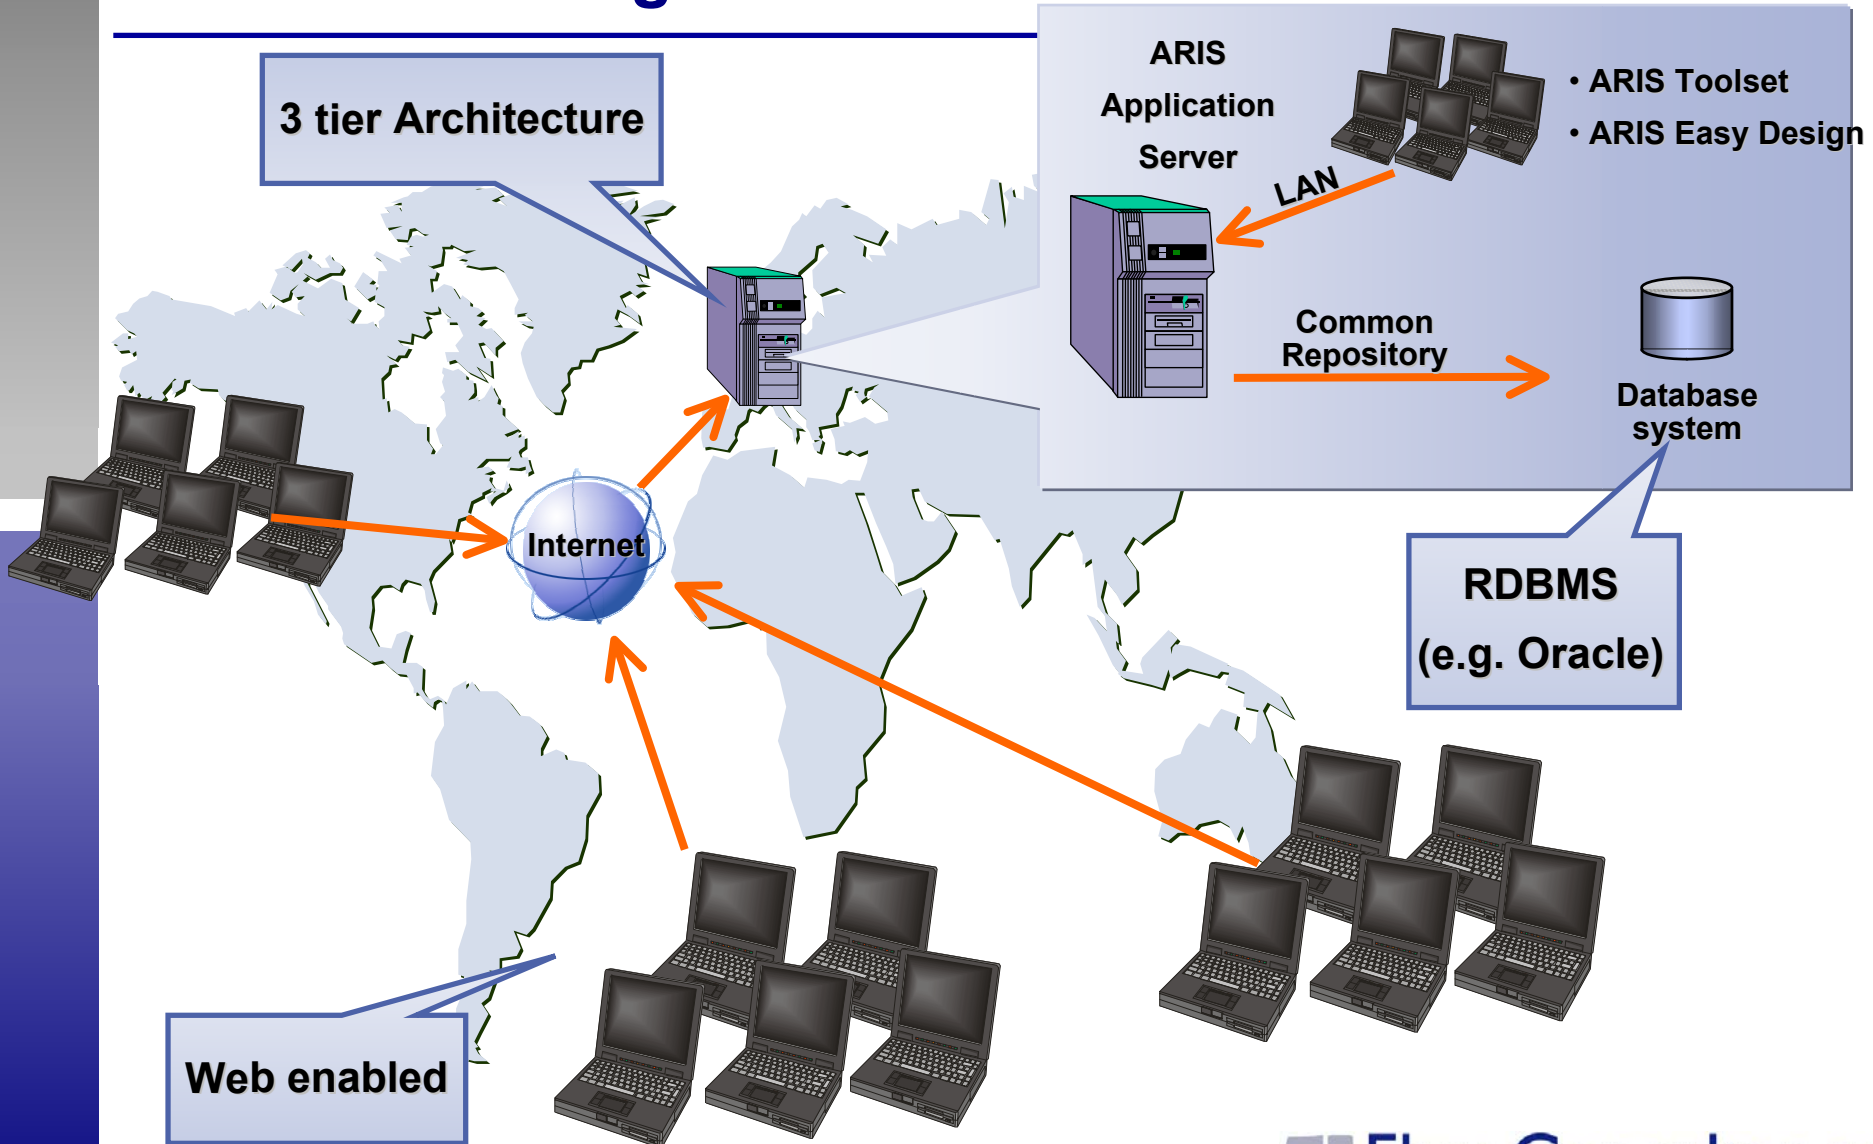 3 tier Architecture
ARIS
Application
Server
• ARIS Toolset
• ARIS Easy Design
LAN
Common
Repository
Database
system
Internet
RDBMS
(e.g. Oracle)
Web enabled